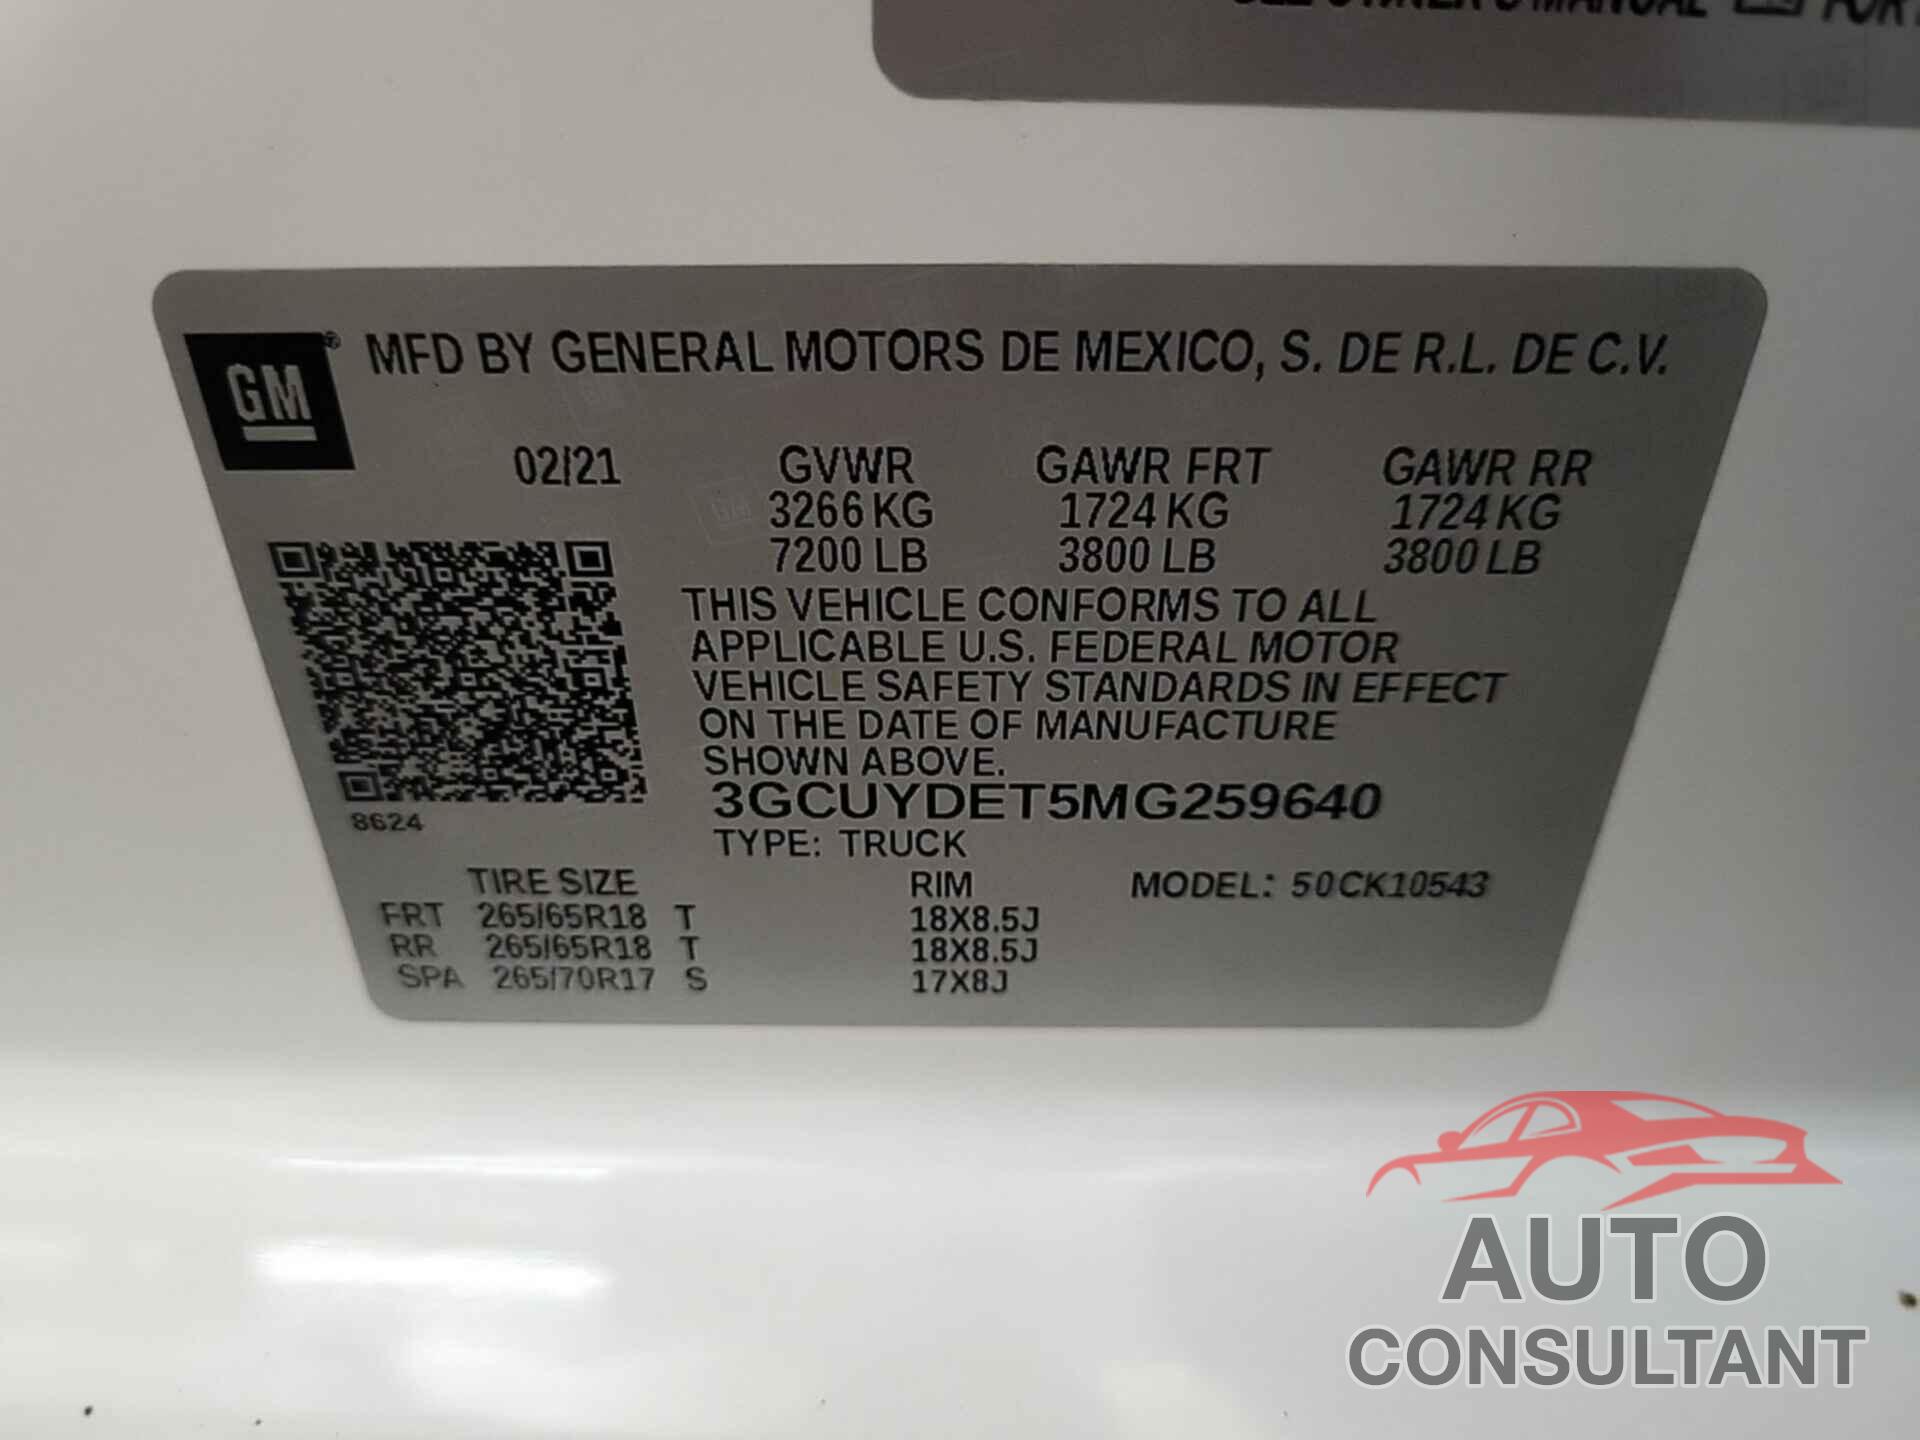 OWNER'S MANUAL
GM
MFD BY GENERAL MOTORS DE MEXICO, S. DE R.L. DE C.V.
02/21 GVWR GAWR FRT GAWR RR
3266 KG 1724 KG 1724 KG
7200 LB 3800 LB 3800 LB
THIS VEHICLE CONFORMS TO ALL
APPLICABLE U.S. FEDERAL MOTOR
VEHICLE SAFETY STANDARDS IN EFFECT
ON THE DATE OF MANUFACTURE
SHOWN ABOVE.
3GCUYDET5MG259640
8624
TYPE: TRUCK
TIRE SIZE RIM MODEL: 50CK10543
FRT 265/65R18 T 18X8.5J
RR 265/65R18 T 18X8.5J
SPA 265/70R17 S 17X8J
AUTO
CONSULTANT